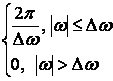 { 2π/Δω, |ω| ≤ Δω
0, |ω| > Δω